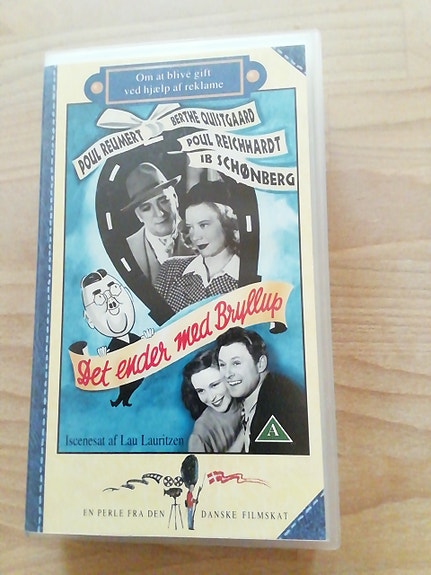 Om at blive gift
ved hjælp af reklame
POUL REUMERT
BERTHE QUISTGAARD
POUL REICHHARDT
IB SCHØNBERG
Det ender med Bryllup
A
Iscenesat af Lau Lauritzen
EN PERLE FRA DEN DANSKE FILMSKAT